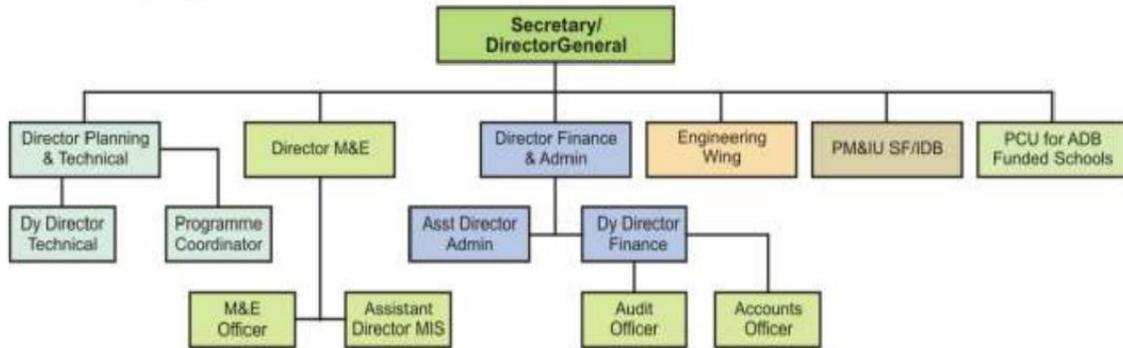 Secretary/
DirectorGeneral
Director Planning
& Technical
Director M&E
Director Finance
& Admin
Engineering
Wing
PM&IU SF/IDB
PCU for ADB
Funded Schools
Dy Director
Technical
Programme
Coordinator
Asst Director
Admin
Dy Director
Finance
M&E
Officer
Assistant
Director MIS
Audit
Officer
Accounts
Officer